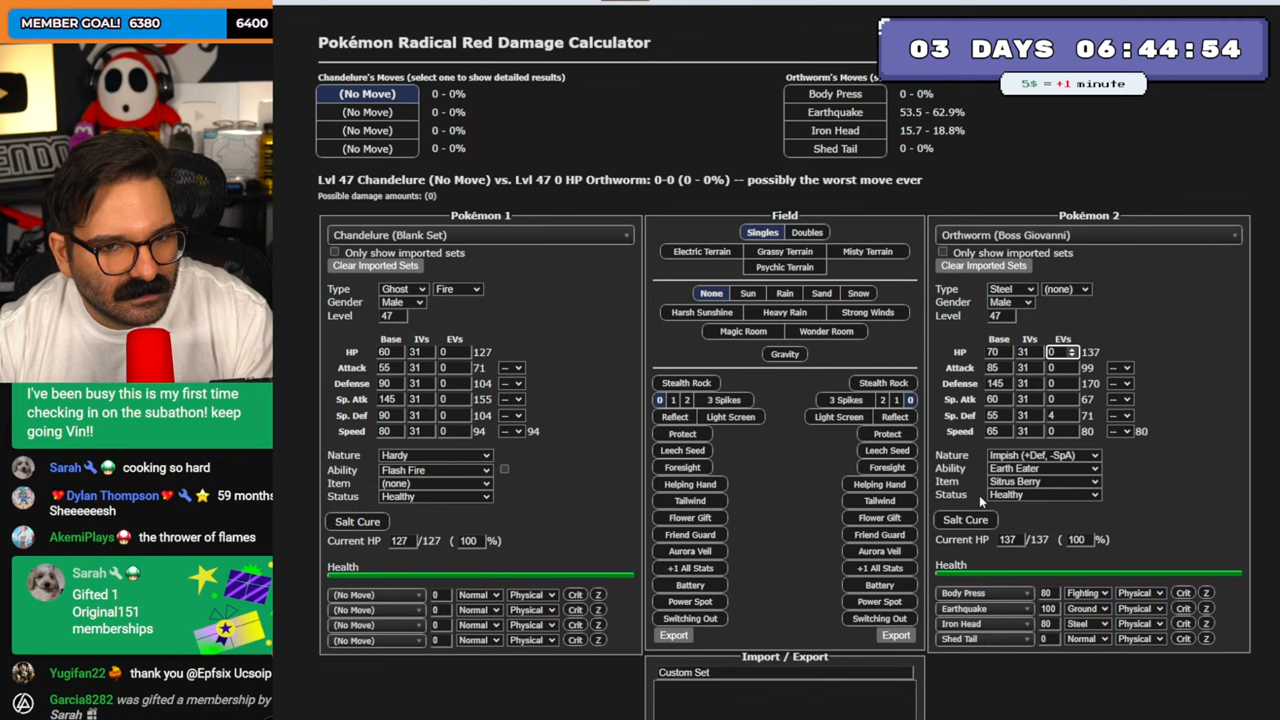 MEMBER GOAL! 6380 6400
03 DAYS 06:44:54
5$ = +1 minute
Pokémon Radical Red Damage Calculator
Chandelure's Moves (select one to show detailed results)
(No Move) 0 - 0%
(No Move) 0 - 0%
(No Move) 0 - 0%
(No Move) 0 - 0%
Orthworm's Moves (s
Body Press 0 - 0%
Earthquake 53.5 - 62.9%
Iron Head 15.7 - 18.8%
Shed Tail 0 - 0%
Lvl 47 Chandelure (No Move) vs. Lvl 47 0 HP Orthworm: 0-0 (0 - 0%) -- possibly the worst move ever
Possible damage amounts: (0)
Pokémon 1
Chandelure (Blank Set)
Only show imported sets
Clear Imported Sets
Type Ghost Fire
Gender Male
Level 47
Base IVs EVs
HP 60 31 0 127
Attack 55 31 0 71 --
Defense 90 31 0 104 --
Sp. Atk 145 31 0 155 --
Sp. Def 90 31 0 104 --
Speed 80 31 0 94 -- 94
Nature Hardy
Ability Flash Fire
Item (none)
Status Healthy
Salt Cure
Current HP 127 /127 ( 100 %)
Health
(No Move) 0 Normal Physical Crit Z
(No Move) 0 Normal Physical Crit Z
(No Move) 0 Normal Physical Crit Z
(No Move) 0 Normal Physical Crit Z
Field
Singles Doubles
Electric Terrain Grassy Terrain Misty Terrain
Psychic Terrain
None Sun Rain Sand Snow
Harsh Sunshine Heavy Rain Strong Winds
Magic Room Wonder Room
Gravity
Stealth Rock Stealth Rock
0 1 2 3 Spikes 3 Spikes 2 1 0
Reflect Light Screen Light Screen Reflect
Protect Protect
Leech Seed Leech Seed
Foresight Foresight
Helping Hand Helping Hand
Tailwind Tailwind
Flower Gift Flower Gift
Friend Guard Friend Guard
Aurora Veil Aurora Veil
+1 All Stats +1 All Stats
Battery Battery
Power Spot Power Spot
Switching Out Switching Out
Export Export
Import / Export
Custom Set
Pokémon 2
Orthworm (Boss Giovanni)
Only show imported sets
Clear Imported Sets
Type Steel (none)
Gender Male
Level 47
Base IVs EVs
HP 70 31 0 137
Attack 85 31 0 99 --
Defense 145 31 0 170 --
Sp. Atk 60 31 0 67 --
Sp. Def 55 31 4 71 --
Speed 65 31 0 80 -- 80
Nature Impish (+Def, -SpA)
Ability Earth Eater
Item Sitrus Berry
Status Healthy
Salt Cure
Current HP 137 /137 ( 100 %)
Health
Body Press 80 Fighting Physical Crit Z
Earthquake 100 Ground Physical Crit Z
Iron Head 80 Steel Physical Crit Z
Shed Tail 0 Normal Physical Crit Z
I've been busy this is my first time
checking in on the subathon! keep
going Vin!!
Sarah cooking so hard
Dylan Thompson 59 months
Sheeeeeesh
AkemiPlays the thrower of flames
Sarah
Gifted 1
Original151
memberships
Yugifan22 thank you @Epfsix Ucsoip
Garcia8282 was gifted a membership by
Sarah